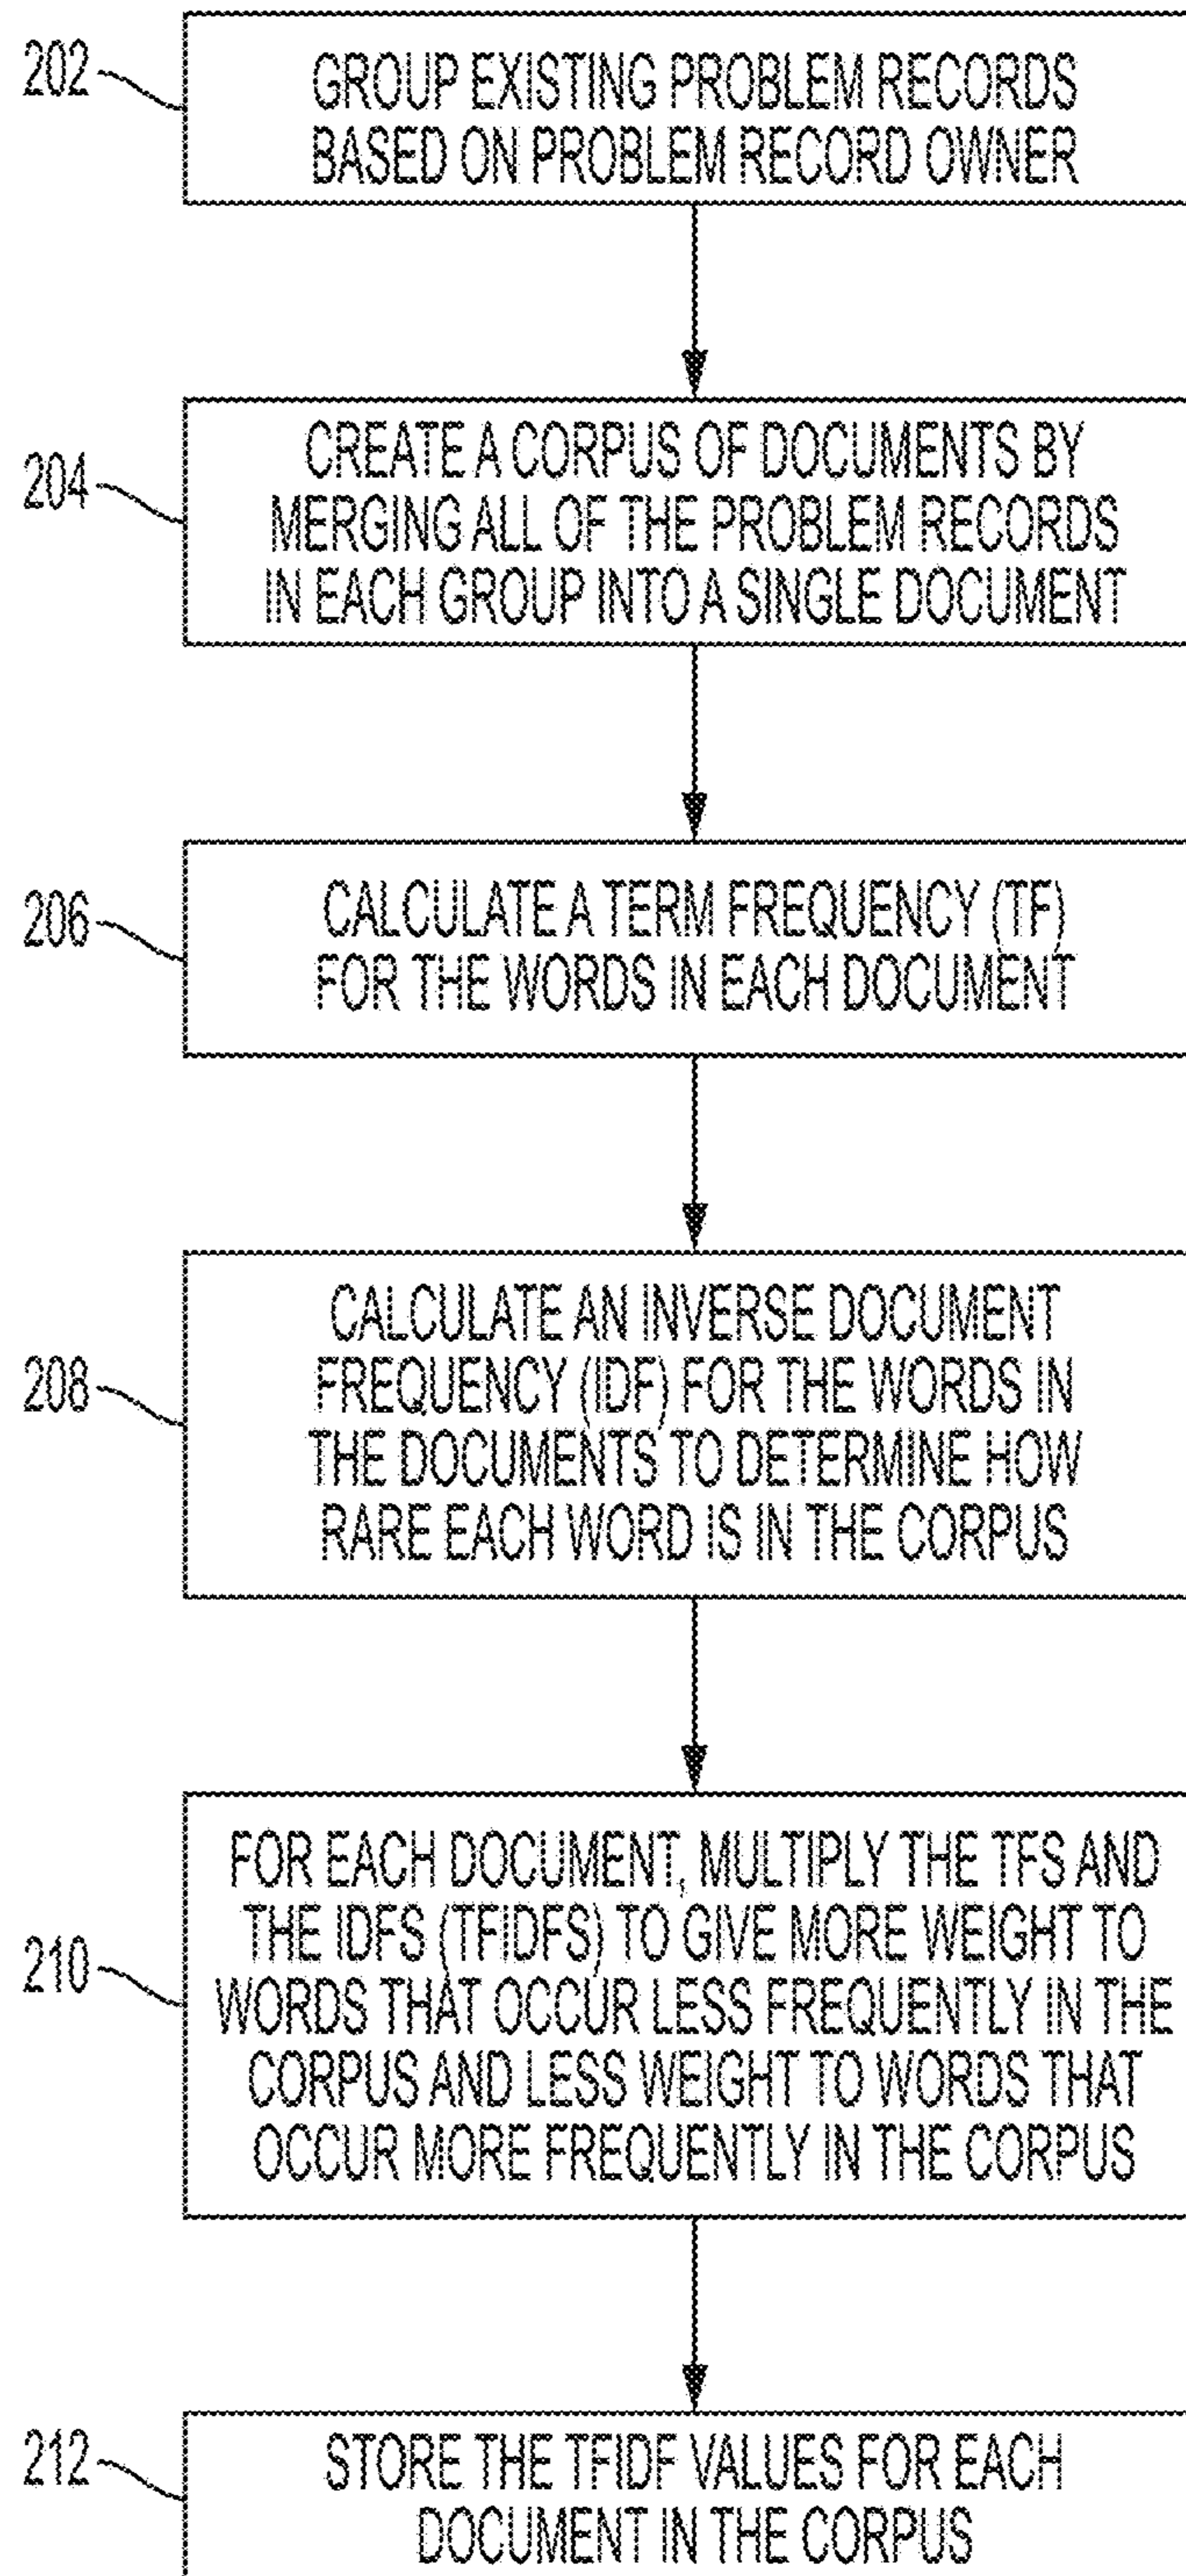 202
GROUP EXISTING PROBLEM RECORDS
BASED ON PROBLEM RECORD OWNER
204
CREATE A CORPUS OF DOCUMENTS BY
MERGING ALL OF THE PROBLEM RECORDS
IN EACH GROUP INTO A SINGLE DOCUMENT
206
CALCULATE A TERM FREQUENCY (TF)
FOR THE WORDS IN EACH DOCUMENT
208
CALCULATE AN INVERSE DOCUMENT
FREQUENCY (IDF) FOR THE WORDS IN
THE DOCUMENTS TO DETERMINE HOW
RARE EACH WORD IS IN THE CORPUS
210
FOR EACH DOCUMENT, MULTIPLY THE TFS AND
THE IDFS (TFIDFS) TO GIVE MORE WEIGHT TO
WORDS THAT OCCUR LESS FREQUENTLY IN THE
CORPUS AND LESS WEIGHT TO WORDS THAT
OCCUR MORE FREQUENTLY IN THE CORPUS
212
STORE THE TFIDF VALUES FOR EACH
DOCUMENT IN THE CORPUS